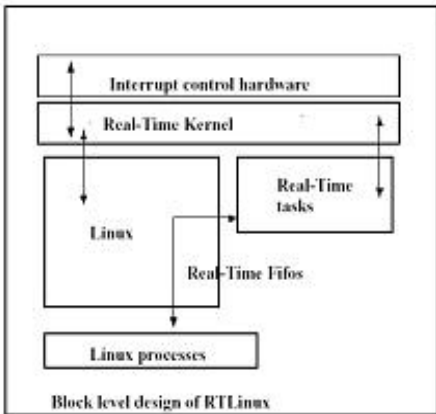 Interrupt control hardware
Real-Time Kernel
Real-Time
tasks
Linux
Real-Time Fifos
Linux processes
Block level design of RTLinux